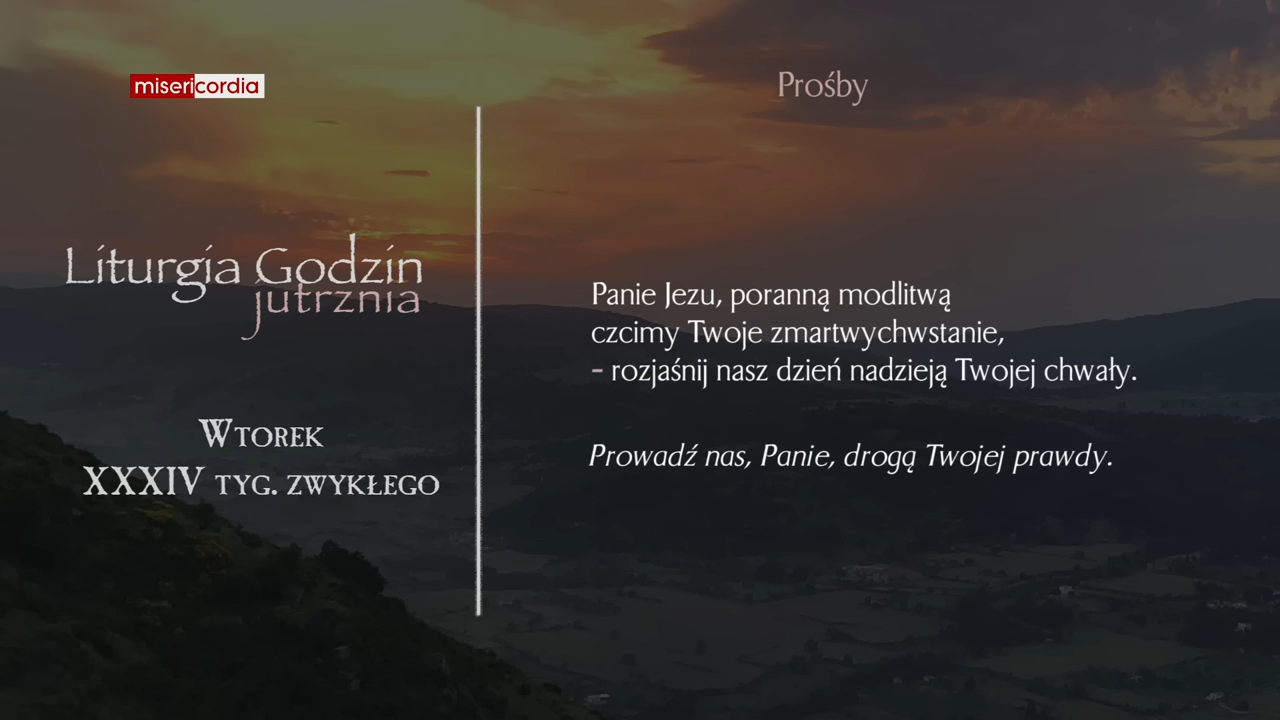 misericordia
Liturgia Godzin
jutrznia
Wtorek
XXXIV tyg. zwykłego
Prośby
Panie Jezu, poranną modlitwą
czcimy Twoje zmartwychwstanie,
- rozjaśnij nasz dzień nadzieją Twojej chwały.
Prowadź nas, Panie, drogą Twojej prawdy.